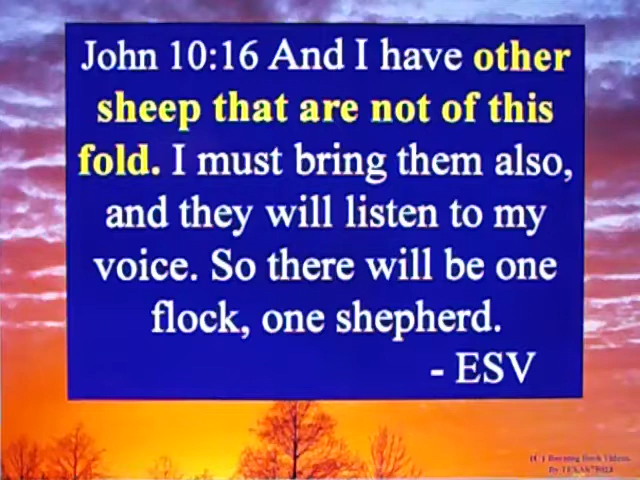 John 10:16 And I have other
sheep that are not of this
fold. I must bring them also,
and they will listen to my
voice. So there will be one
flock, one shepherd.
- ESV